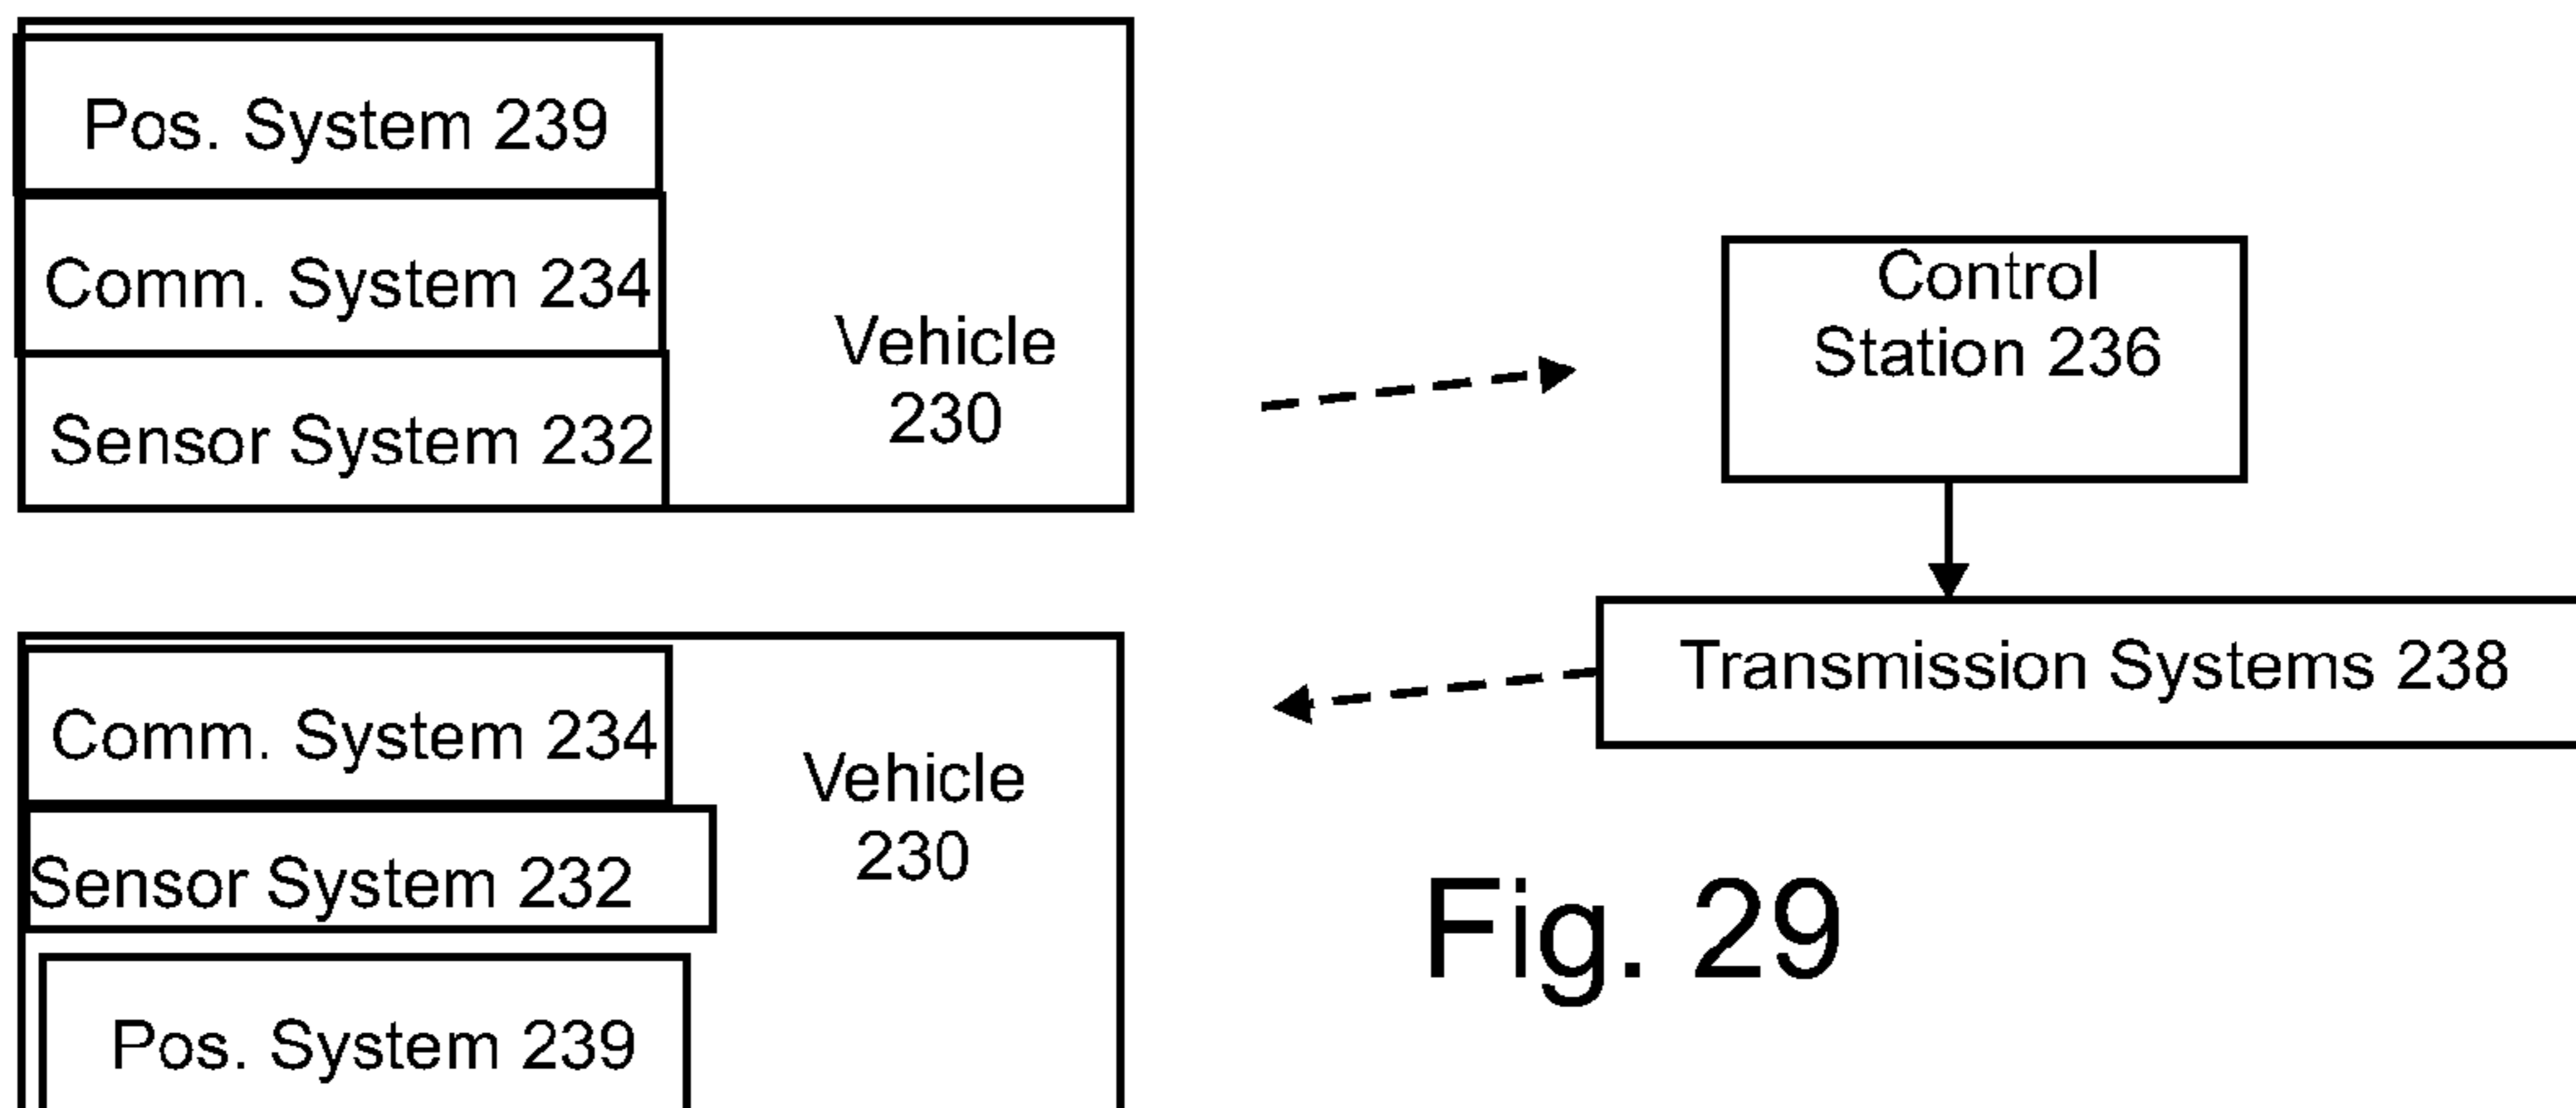 Pos. System 239
Comm. System 234
Sensor System 232
Vehicle
230
Control
Station 236
Transmission Systems 238
Comm. System 234
Sensor System 232
Pos. System 239
Vehicle
230
Fig. 29